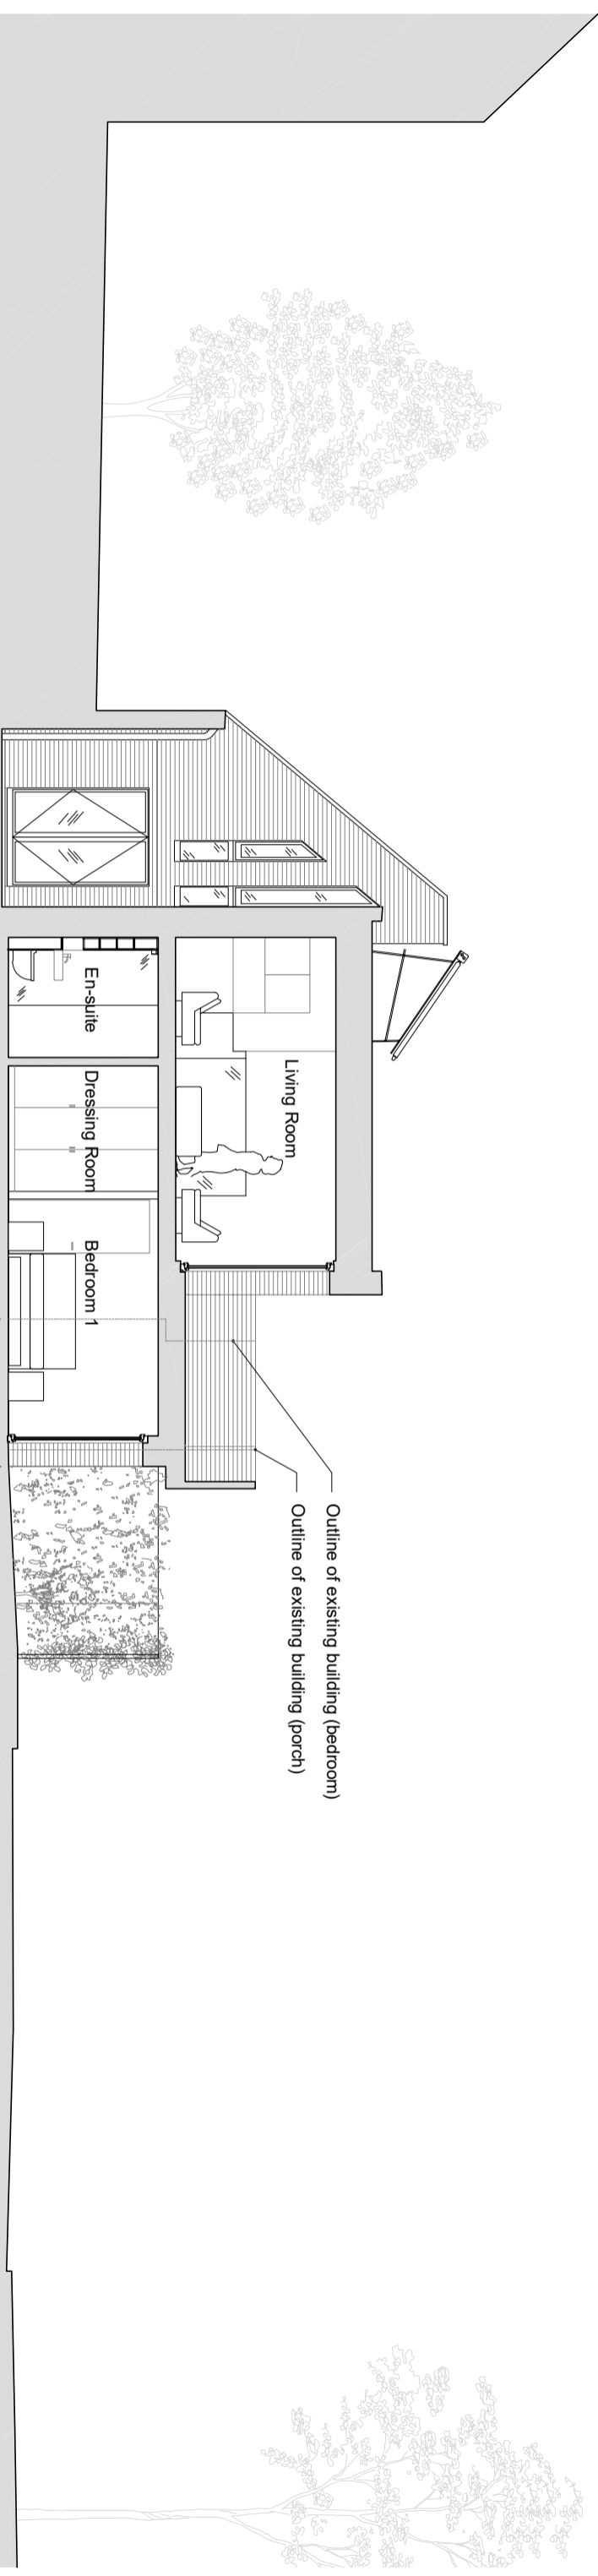 Outline of existing building (bedroom)
Outline of existing building (porch)
Living Room
En-suite
Dressing Room
Bedroom 1